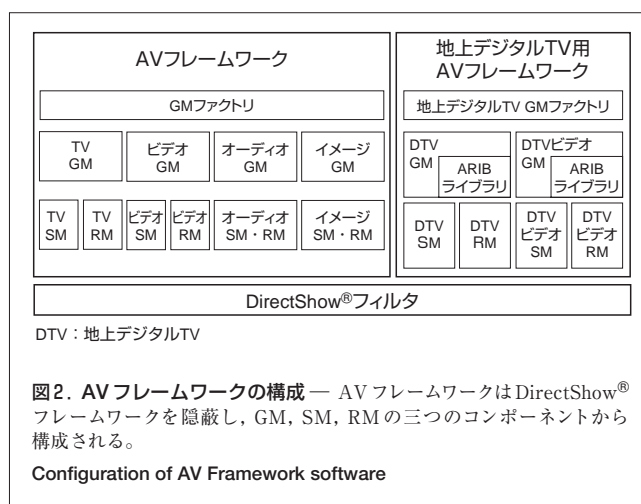 AVフレームワーク
GMファクトリ
TV
GM
ビデオ
GM
オーディオ
GM
イメージ
GM
TV
SM
TV
RM
ビデオ
SM
ビデオ
RM
オーディオ
SM・RM
イメージ
SM・RM
地上デジタルTV用
AVフレームワーク
地上デジタルTV GMファクトリ
DTV
GM
ARIB
ライブラリ
DTVビデオ
GM
ARIB
ライブラリ
DTV
SM
DTV
RM
DTV
ビデオ
SM
DTV
ビデオ
RM
DirectShow®フィルタ
DTV：地上デジタルTV
図2．AVフレームワークの構成 — AVフレームワークはDirectShow®
フレームワークを隠蔽し，GM，SM，RMの三つのコンポーネントから
構成される。
Configuration of AV Framework software